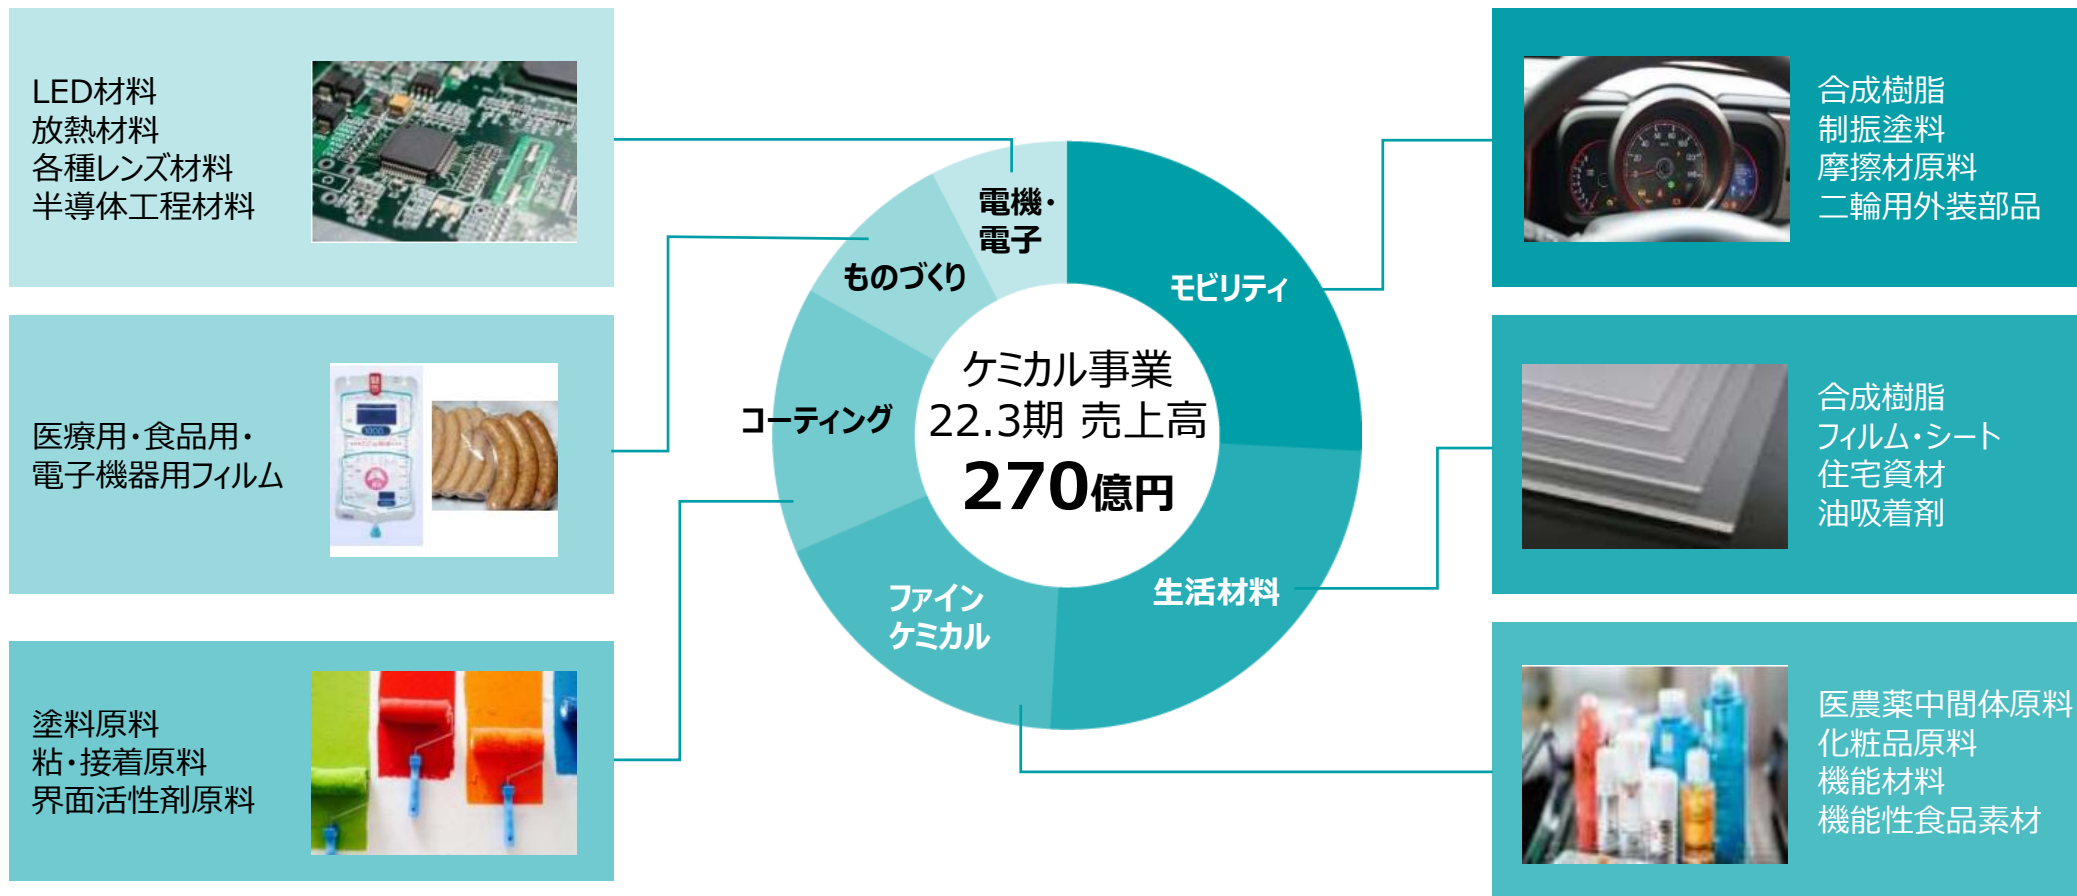 LED材料
放熱材料
各種レンズ材料
半導体工程材料
医療用・食品用・
電子機器用フィルム
塗料原料
粘・接着原料
界面活性剤原料
電機・
電子
ものづくり
コーティング
ファイン
ケミカル
モビリティ
生活材料
ケミカル事業
22.3期 売上高
270億円
合成樹脂
制振塗料
摩擦材原料
二輪用外装部品
合成樹脂
フィルム・シート
住宅資材
油吸着剤
医農薬中間体原料
化粧品原料
機能材料
機能性食品素材